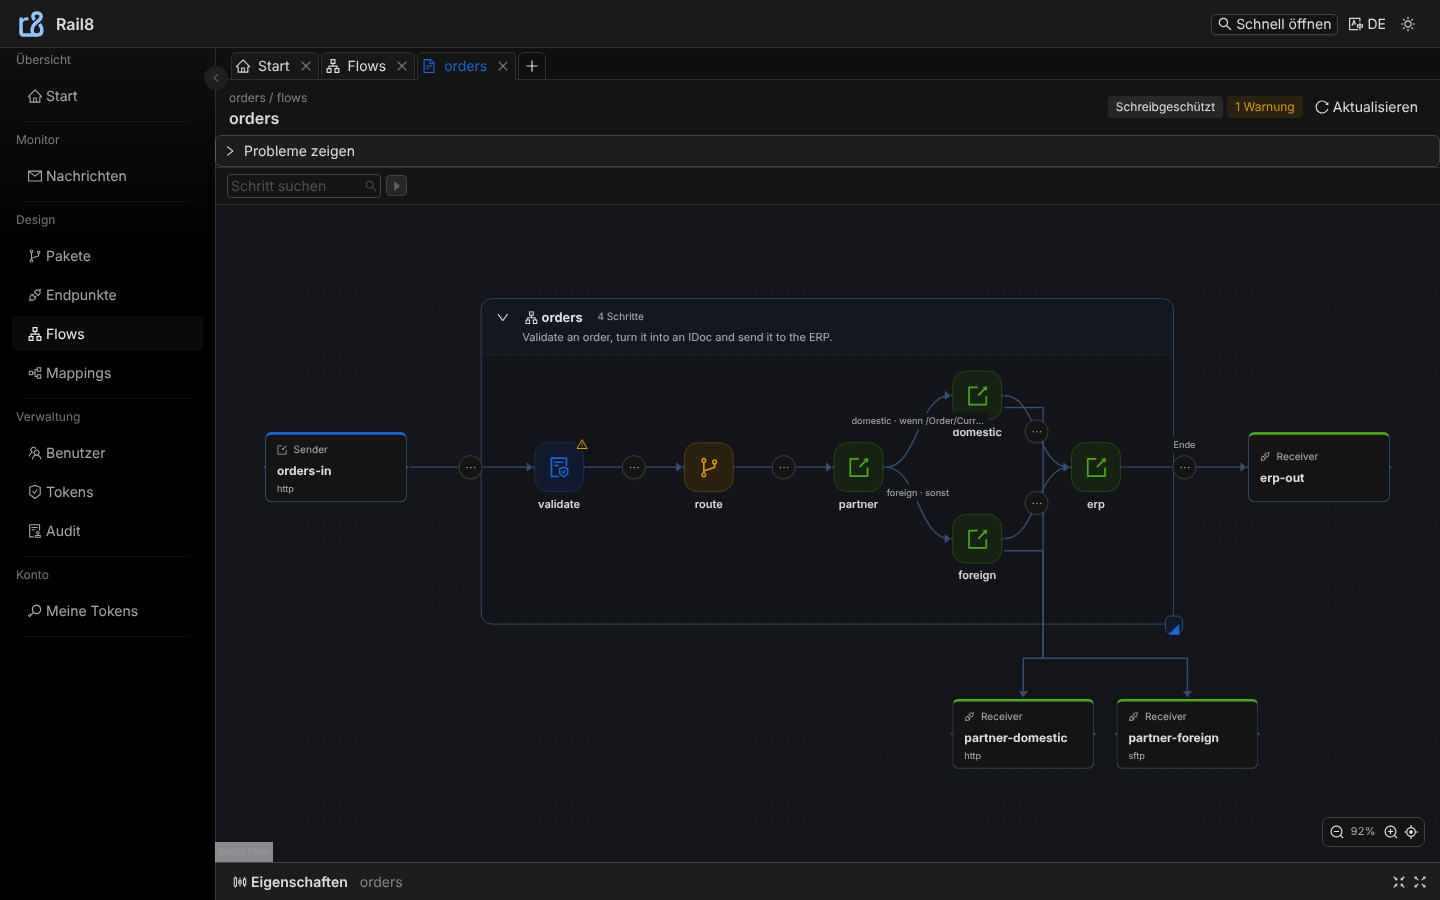 r8 Rail8
Schnell öffnen
DE
Übersicht
Start
Monitor
Nachrichten
Design
Pakete
Endpunkte
Flows
Mappings
Verwaltung
Benutzer
Tokens
Audit
Konto
Meine Tokens
Start
Flows
orders
orders / flows
orders
Schreibgeschützt
1 Warnung
Aktualisieren
Probleme zeigen
Schritt suchen
orders 4 Schritte
Validate an order, turn it into an IDoc and send it to the ERP.
Sender
orders-in
http
validate
route
partner
domestic · wenn /Order/Curr...
domestic
foreign · sonst
foreign
erp
Ende
Receiver
erp-out
Receiver
partner-domestic
http
Receiver
partner-foreign
sftp
92%
React Flow
Eigenschaften orders